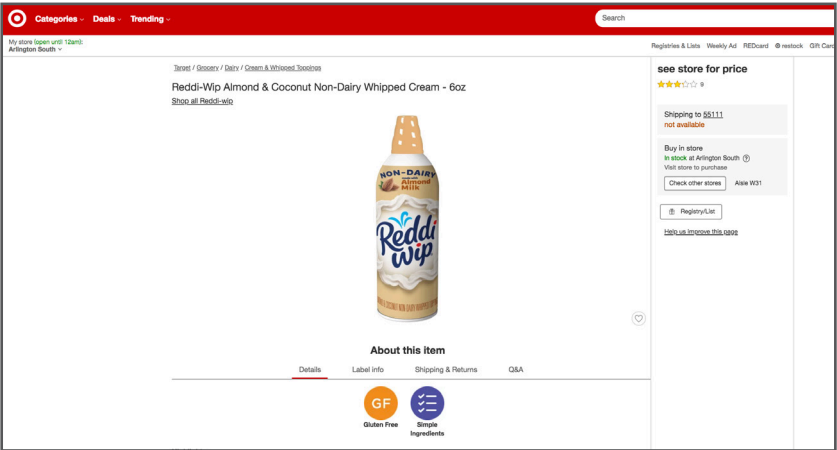 Categories Deals Trending
Search
My store (open until 12am):
Arlington South
Registries & Lists Weekly Ad REDcard restock Gift Card
Target / Grocery / Dairy / Cream & Whipped Toppings
Reddi-Wip Almond & Coconut Non-Dairy Whipped Cream - 6oz
Shop all Reddi-wip
NON-DAIRY
made with
Almond
Milk
Reddi
wip
see store for price
9
Shipping to 55111
not available
Buy in store
In stock at Arlington South ?
Visit store to purchase
Check other stores Aisle W31
Registry/List
Help us improve this page
About this item
Details Label info Shipping & Returns Q&A
GF
Gluten Free
Simple
Ingredients